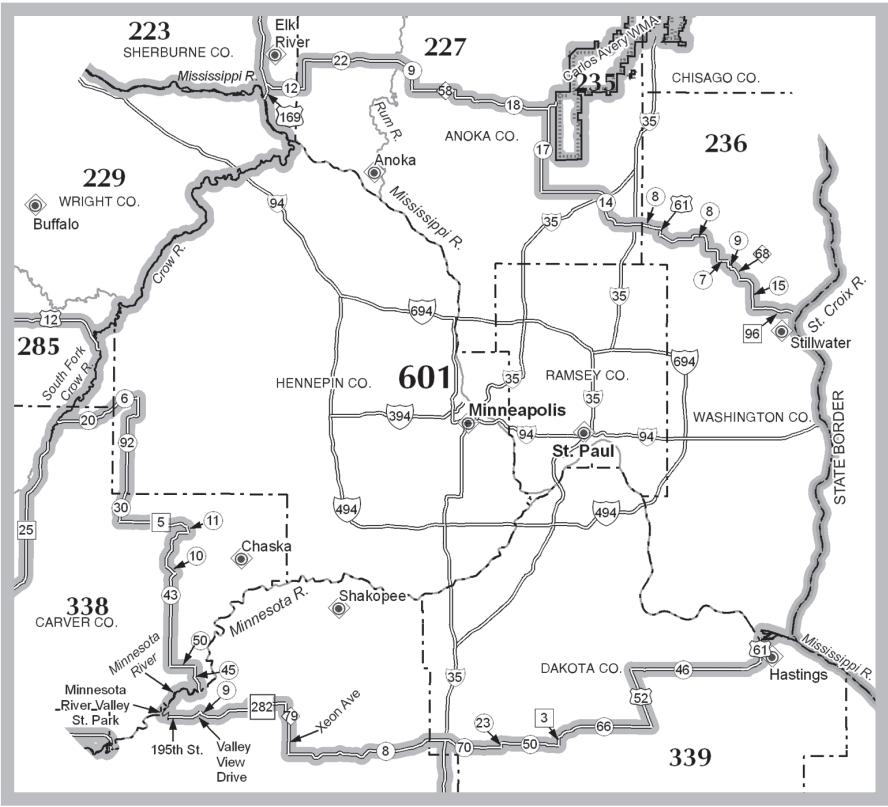 223
SHERBURNE CO.
Elk
River
227
Carlos Avery WMA
235
CHISAGO CO.
Mississippi R.
12
22
9
58
18
169
Rum R.
ANOKA CO.
35
17
236
229
WRIGHT CO.
Buffalo
Anoka
94
Mississippi R.
14
8
61
8
9
68
7
15
35
Crow R.
35
96
St. Croix R.
Stillwater
12
285
South Fork
Crow R.
694
HENNEPIN CO.
601
35
RAMSEY CO.
694
35
394
Minneapolis
94
St. Paul
94
WASHINGTON CO.
STATE BORDER
6
20
92
30
5
11
25
494
494
10
Chaska
43
338
CARVER CO.
Minnesota R.
Shakopee
50
45
Minnesota
River
9
Minnesota
River Valley
St. Park
195th St.
Valley
View
Drive
282
79
Xeon Ave
8
35
70
23
50
3
66
52
DAKOTA CO.
46
61
Hastings
Mississippi R.
339